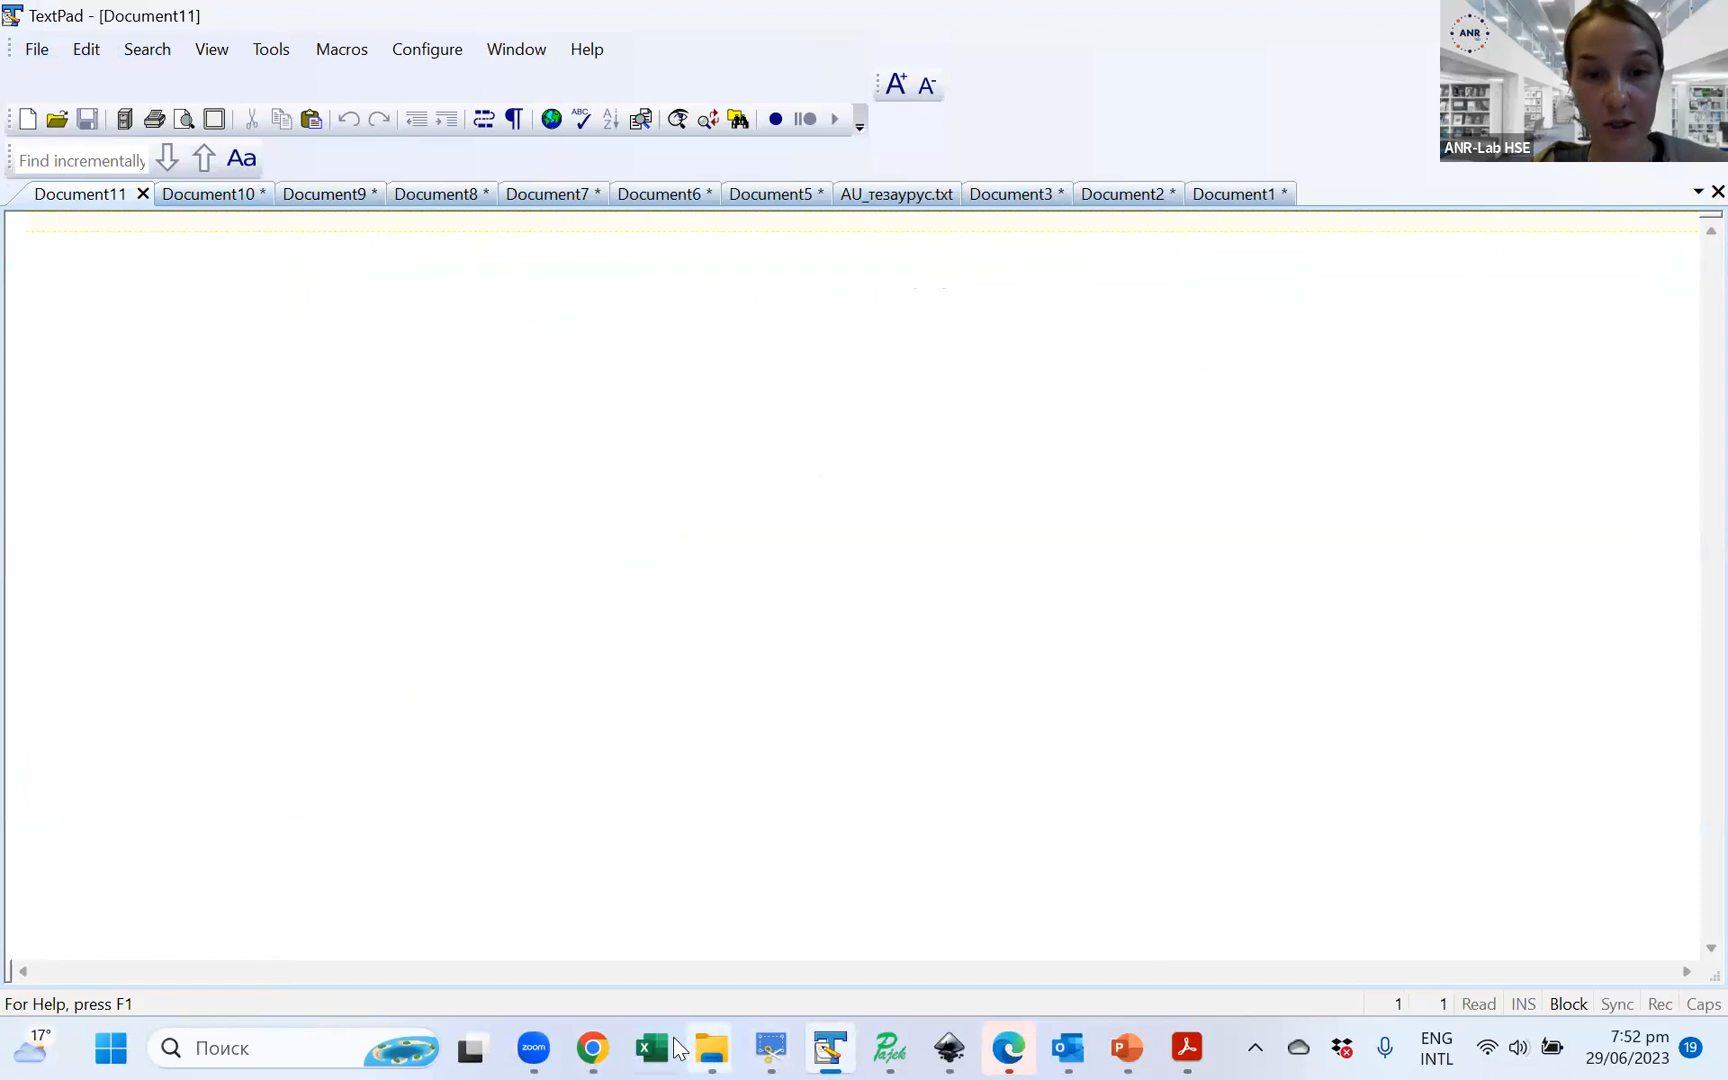 TextPad - [Document11]
File Edit Search View Tools Macros Configure Window Help
A+ A-
Find incrementally Aa
Document11 Document10 * Document9 * Document8 * Document7 * Document6 * Document5 * AU_тезаурус.txt Document3 * Document2 * Document1 *
ANR
ANR-Lab HSE
For Help, press F1
1 1 Read INS Block Sync Rec Caps
17°
Поиск
zoom
Pajek
ENG
INTL
7:52 pm
29/06/2023
19